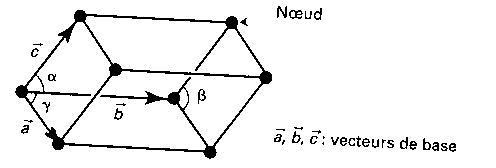 Nœud
c⃗
α
γ
β
a⃗
b⃗
a⃗, b⃗, c⃗ : vecteurs de base